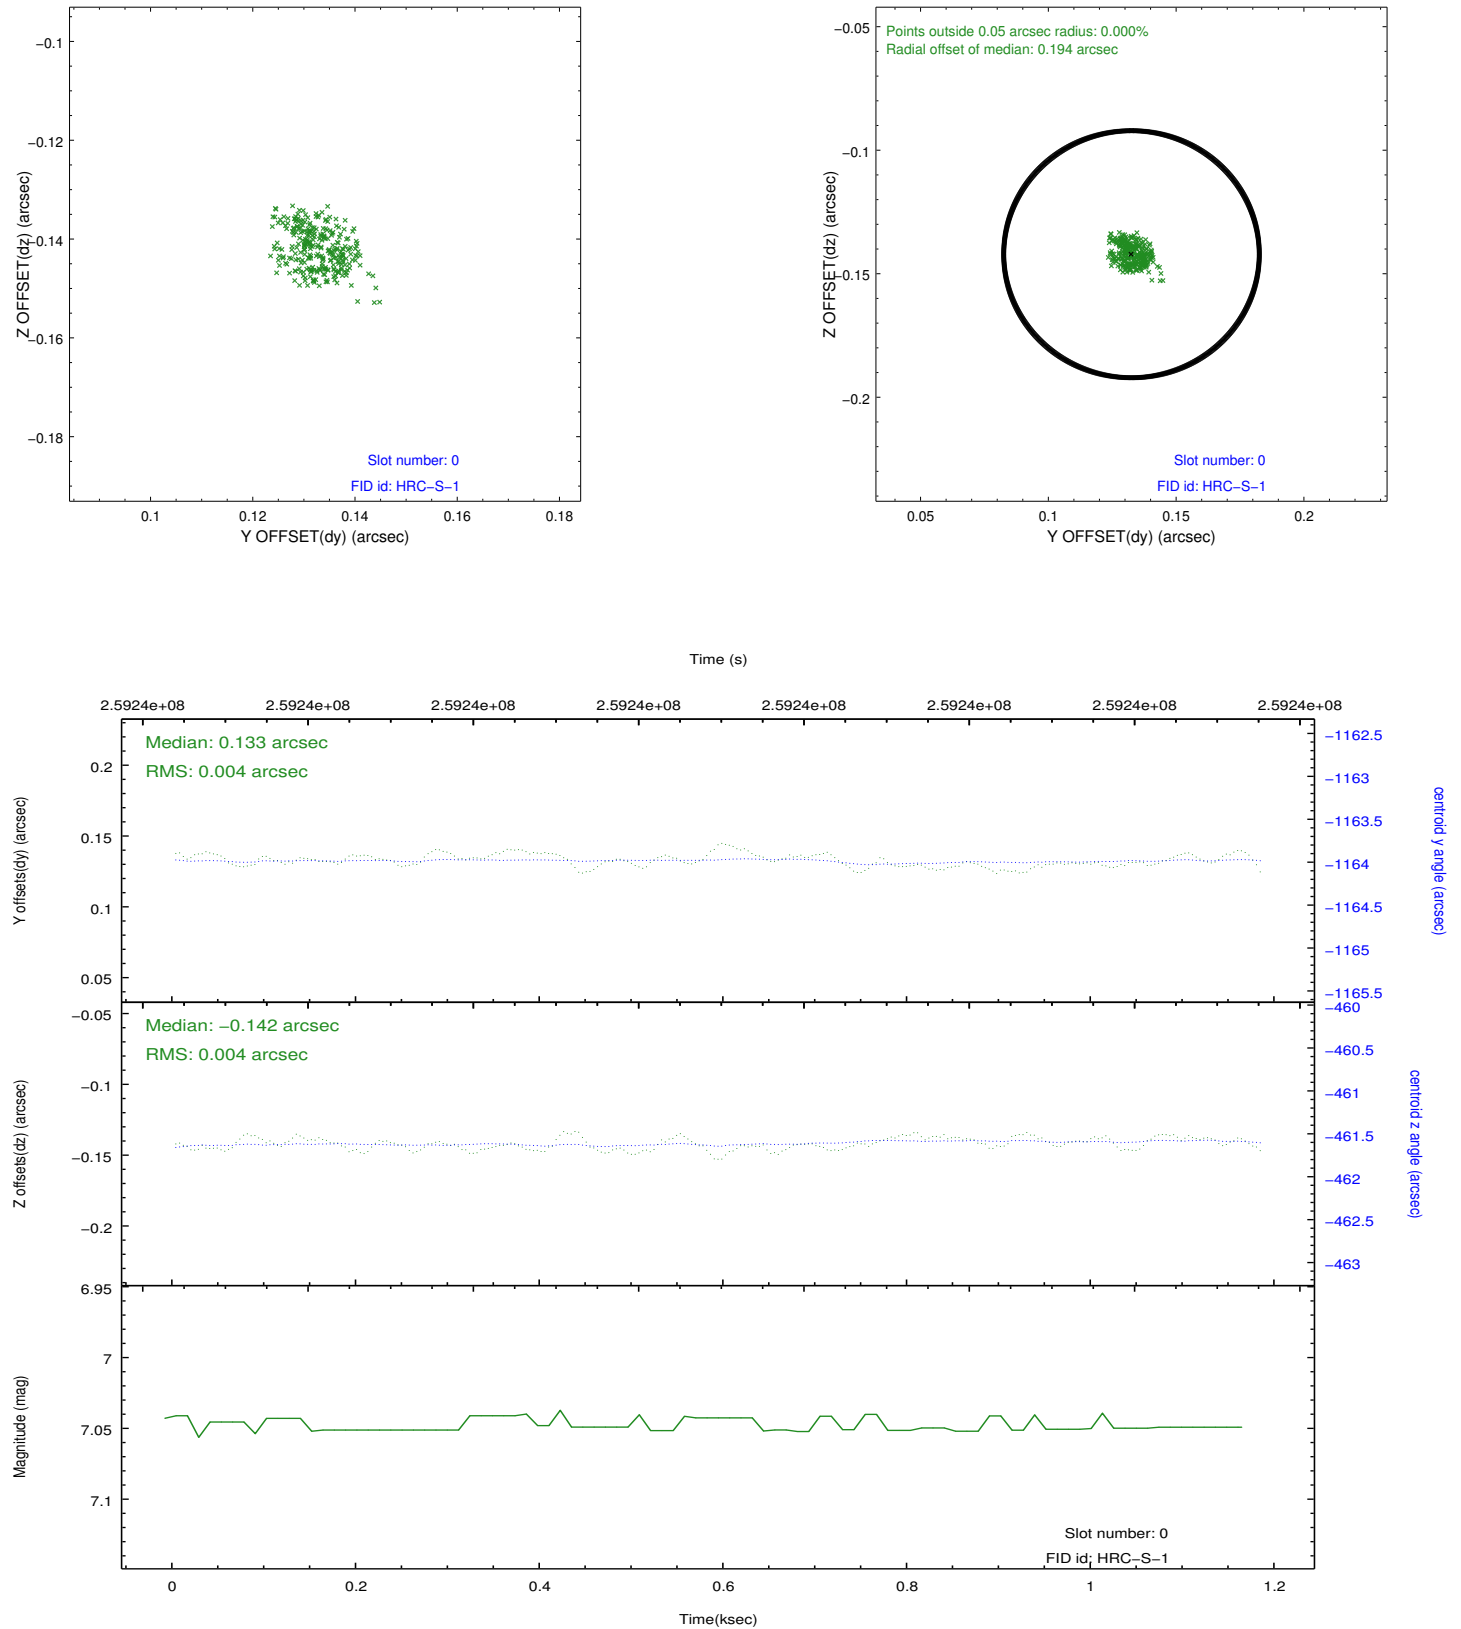 −0.1
−0.12
−0.14
−0.16
−0.18
Z OFFSET(dz) (arcsec)
Slot number: 0
FID id: HRC−S−1
0.1 0.12 0.14 0.16 0.18
Y OFFSET(dy) (arcsec)
Points outside 0.05 arcsec radius: 0.000%
Radial offset of median: 0.194 arcsec
−0.05
−0.1
−0.15
−0.2
Z OFFSET(dz) (arcsec)
Slot number: 0
FID id: HRC−S−1
0.05 0.1 0.15 0.2
Y OFFSET(dy) (arcsec)
Time (s)
2.5924e+08 2.5924e+08 2.5924e+08 2.5924e+08 2.5924e+08 2.5924e+08 2.5924e+08 2.5924e+08
Median: 0.133 arcsec
RMS: 0.004 arcsec
0.2
0.15
0.1
0.05
Y offsets(dy) (arcsec)
−1162.5
−1163
−1163.5
−1164
−1164.5
−1165
−1165.5
centroid y angle (arcsec)
Median: −0.142 arcsec
RMS: 0.004 arcsec
−0.05
−0.1
−0.15
−0.2
Z offsets(dz) (arcsec)
−460
−460.5
−461
−461.5
−462
−462.5
−463
centroid z angle (arcsec)
6.95
7
7.05
7.1
Magnitude (mag)
Slot number: 0
FID id: HRC−S−1
0 0.2 0.4 0.6 0.8 1 1.2
Time(ksec)